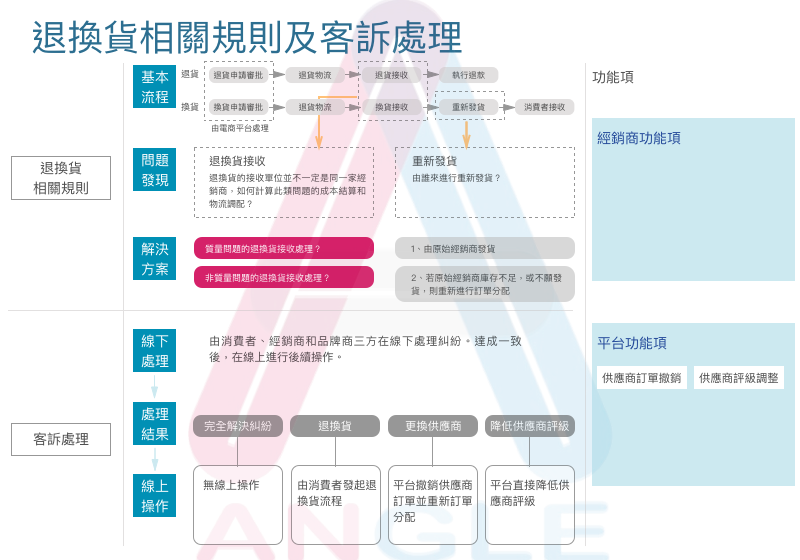 退換貨相關規則及客訴處理
退換貨
相關規則
基本
流程
退貨
退貨申請審批
退貨物流
退貨接收
執行退款
換貨
換貨申請審批
退貨物流
換貨接收
重新發貨
消費者接收
由電商平台處理
問題
發現
退換貨接收
退換貨的接收單位並不一定是同一家經
銷商，如何計算此類問題的成本結算和
物流調配？
重新發貨
由誰來進行重新發貨？
解決
方案
質量問題的退換貨接收處理？
非質量問題的退換貨接收處理？
1、由原始經銷商發貨
2、若原始經銷商庫存不足，或不願發
貨，則重新進行訂單分配
功能項
經銷商功能項
客訴處理
線下
處理
由消費者、經銷商和品牌商三方在線下處理糾紛。達成一致
後，在線上進行後續操作。
處理
結果
完全解決糾紛
退換貨
更換供應商
降低供應商評級
線上
操作
無線上操作
由消費者發起退
換貨流程
平台撤銷供應商
訂單並重新訂單
分配
平台直接降低供
應商評級
平台功能項
供應商訂單撤銷
供應商評級調整
ANGLE